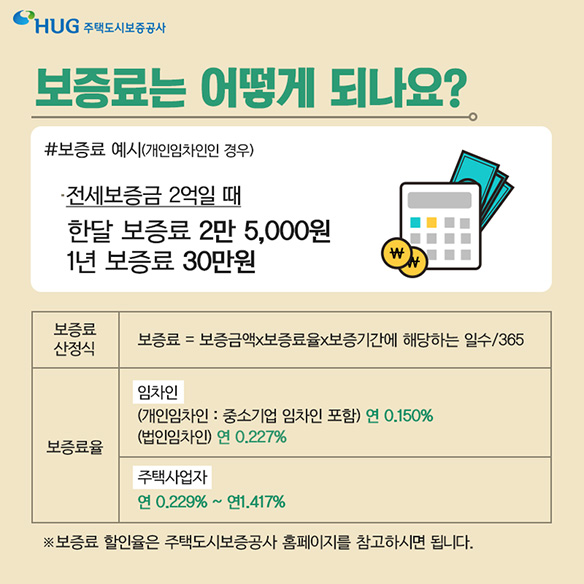 HUG 주택도시보증공사
보증료는 어떻게 되나요?
#보증료 예시(개인임차인인 경우)
·전세보증금 2억일 때
한달 보증료 2만 5,000원
1년 보증료 30만원
₩ ₩
보증료
산정식
보증료 = 보증금액x보증료율x보증기간에 해당하는 일수/365
보증료율
임차인
(개인임차인 : 중소기업 임차인 포함) 연 0.150%
(법인임차인) 연 0.227%
주택사업자
연 0.229% ~ 연1.417%
※보증료 할인율은 주택도시보증공사 홈페이지를 참고하시면 됩니다.